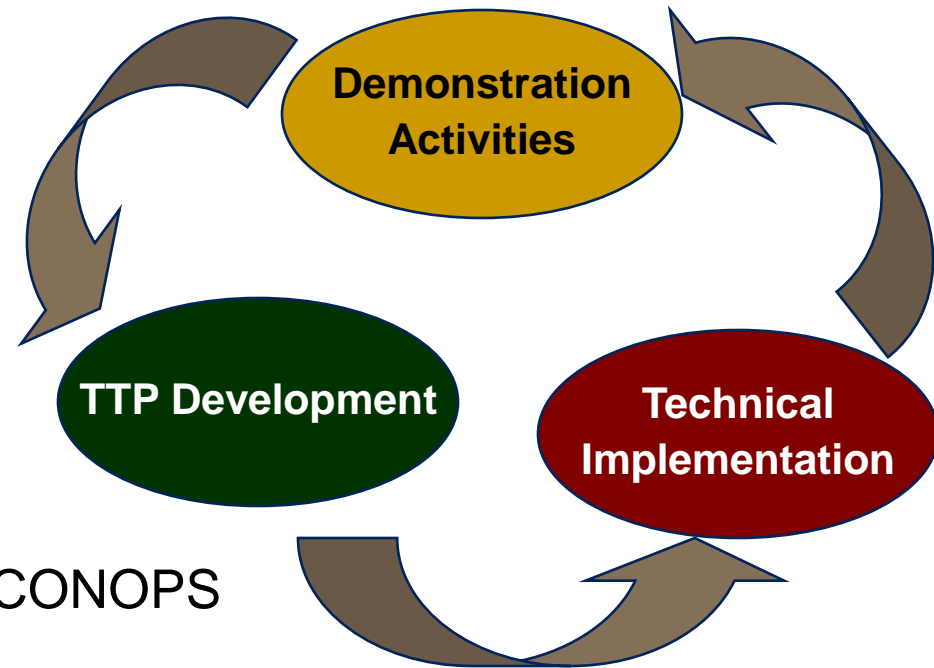 Demonstration
Activities
TTP Development
Technical
Implementation
CONOPS